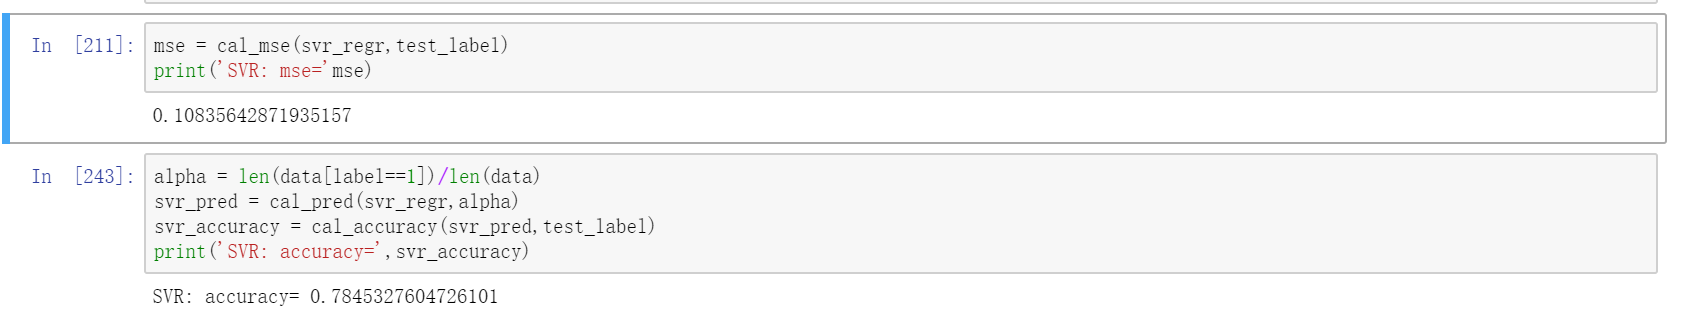 In [211]:
mse = cal_mse(svr_regr,test_label)
print('SVR: mse='mse)
0.10835642871935157
In [243]:
alpha = len(data[label==1])/len(data)
svr_pred = cal_pred(svr_regr,alpha)
svr_accuracy = cal_accuracy(svr_pred,test_label)
print('SVR: accuracy=',svr_accuracy)
SVR: accuracy= 0.7845327604726101